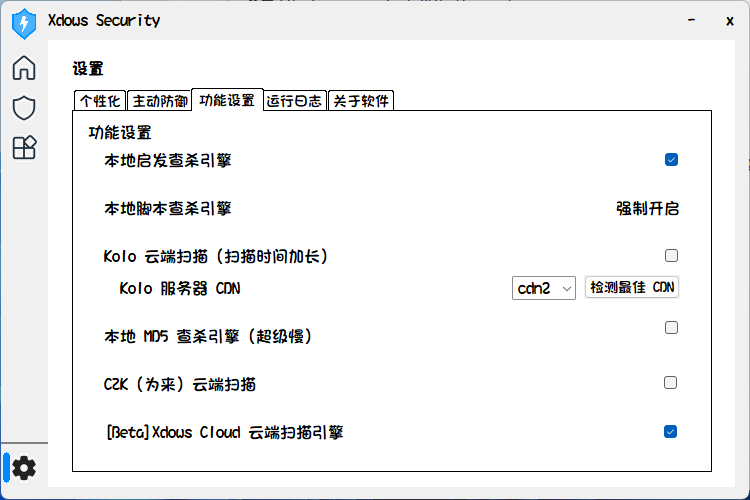 Xdows Security
设置
个性化 主动防御 功能设置 运行日志 关于软件
功能设置
本地启发查杀引擎
本地脚本查杀引擎 强制开启
Kolo 云端扫描（扫描时间加长）
Kolo 服务器 CDN cdn2 检测最佳 CDN
本地 MD5 查杀引擎（超级慢）
CZK（为来）云端扫描
[Beta]Xdows Cloud 云端扫描引擎